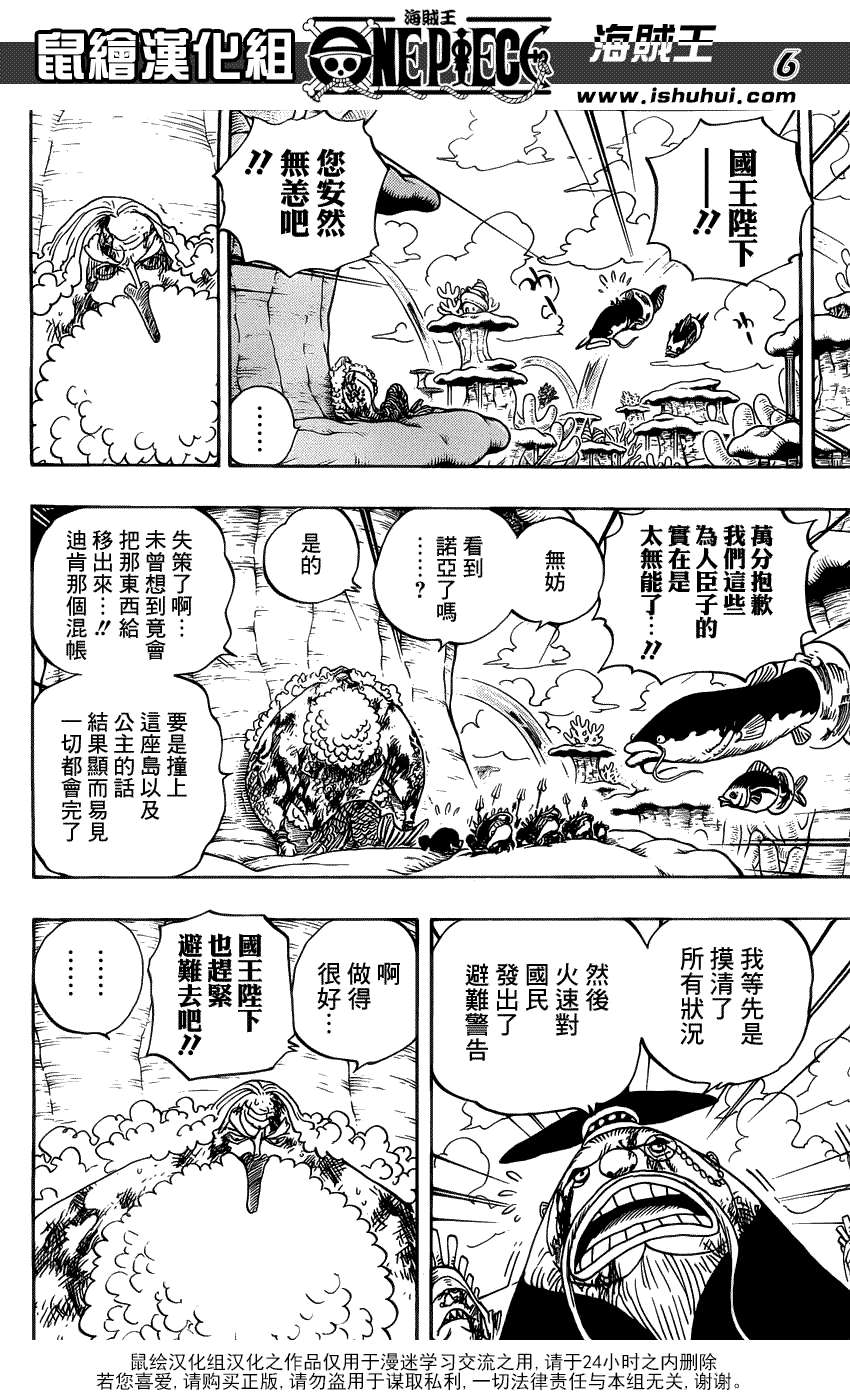 鼠繪漢化組
海賊王
ONE PIECE
海賊王
6
www.ishuhui.com
國王陛下
——!!
您安然
無恙吧
!!
……
萬分抱歉
我們這些
為人臣子的
實在是
太無能了…!!
無妨
看到
諾亞了嗎
……?
是的
失策了啊…
未曾想到竟會
把那東西給
移出來…!!
迪肯那個混帳
要是撞上
這座島以及
公主的話
結果顯而易見
一切都會完了
我等先是
摸清了
所有狀況
然後
火速對
國民
發出了
避難警告
啊
做得
很好…
國王陛下
也趕緊
避難去吧!!
……
……
鼠绘汉化组汉化之作品仅用于漫迷学习交流之用,请于24小时之内删除
若您喜爱,请购买正版,请勿盗用于谋取私利,一切法律责任与本组无关,谢谢。